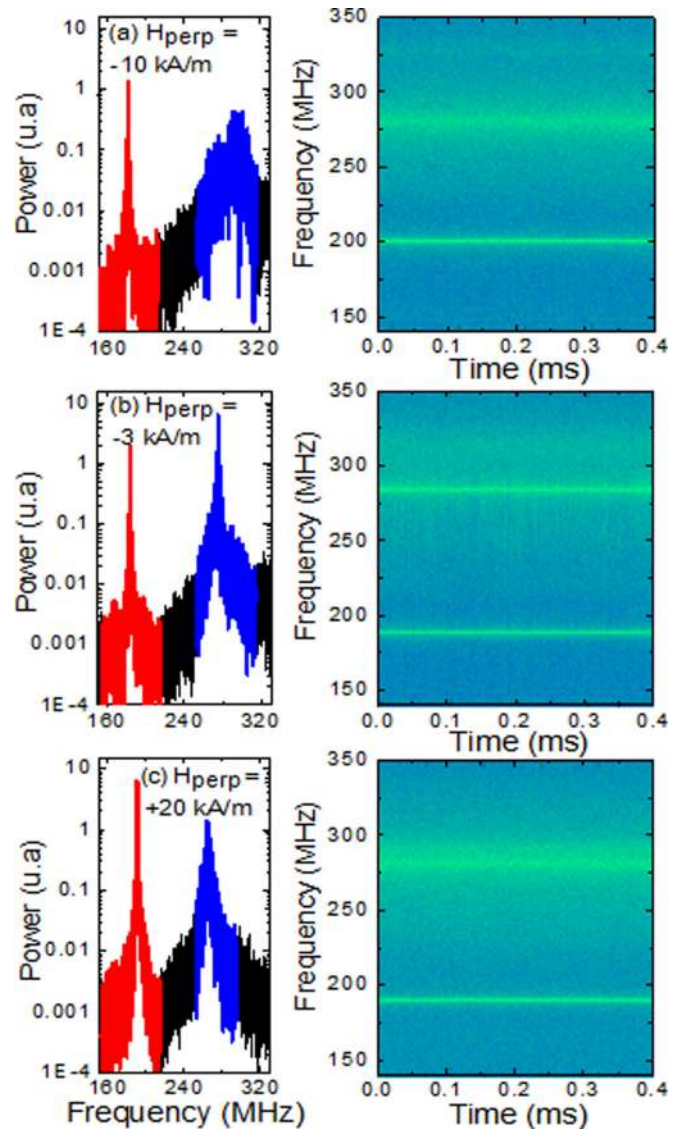 (a) Hperp =
-10 kA/m
Power (u.a)
10
1
0.1
0.01
0.001
1E-4
160 240 320
Frequency (MHz)
350
300
250
200
150
0.0 0.1 0.2 0.3 0.4
Time (ms)
(b) Hperp =
-3 kA/m
Power (u.a)
10
1
0.1
0.01
0.001
1E-4
160 240 320
Frequency (MHz)
350
300
250
200
150
0.0 0.1 0.2 0.3 0.4
Time (ms)
(c) Hperp =
+20 kA/m
Power (u.a)
10
1
0.1
0.01
0.001
1E-4
160 240 320
Frequency (MHz)
Frequency (MHz)
350
300
250
200
150
0.0 0.1 0.2 0.3 0.4
Time (ms)